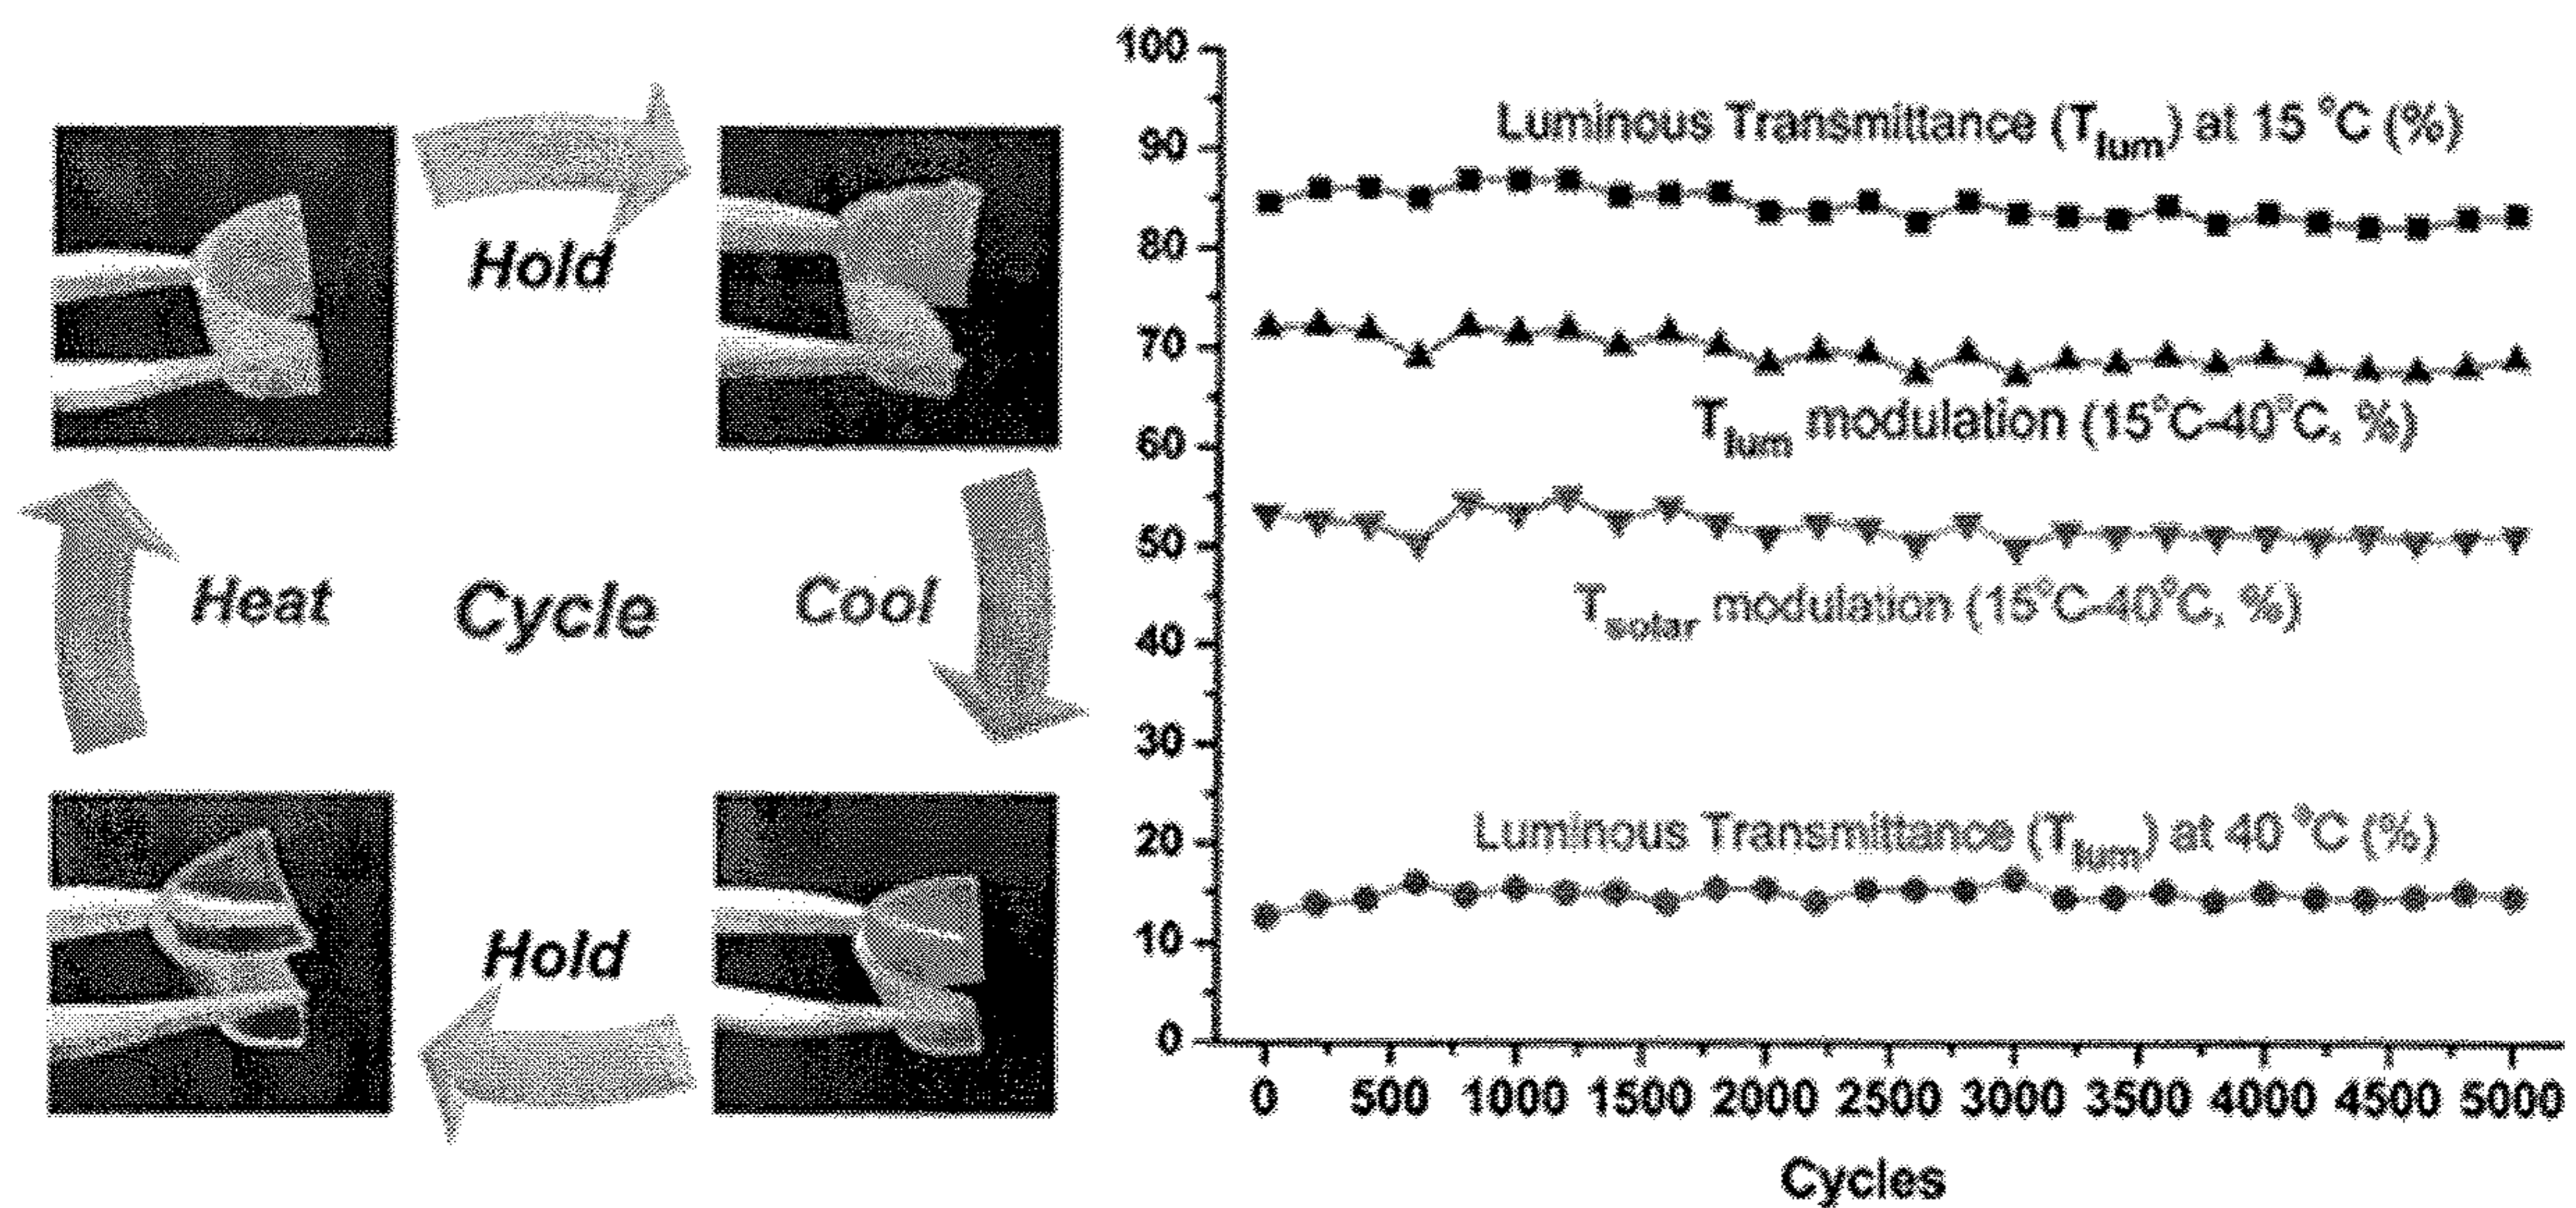 Hold
Heat
Cycle
Cool
Hold
100
90
80
70
60
50
40
30
20
10
0
Luminous Transmittance (Tlum) at 15 °C (%)
Tlum modulation (15°C-40°C, %)
Tsolar modulation (15°C-40°C, %)
Luminous Transmittance (Tlum) at 40 °C (%)
0 500 1000 1500 2000 2500 3000 3500 4000 4500 5000
Cycles